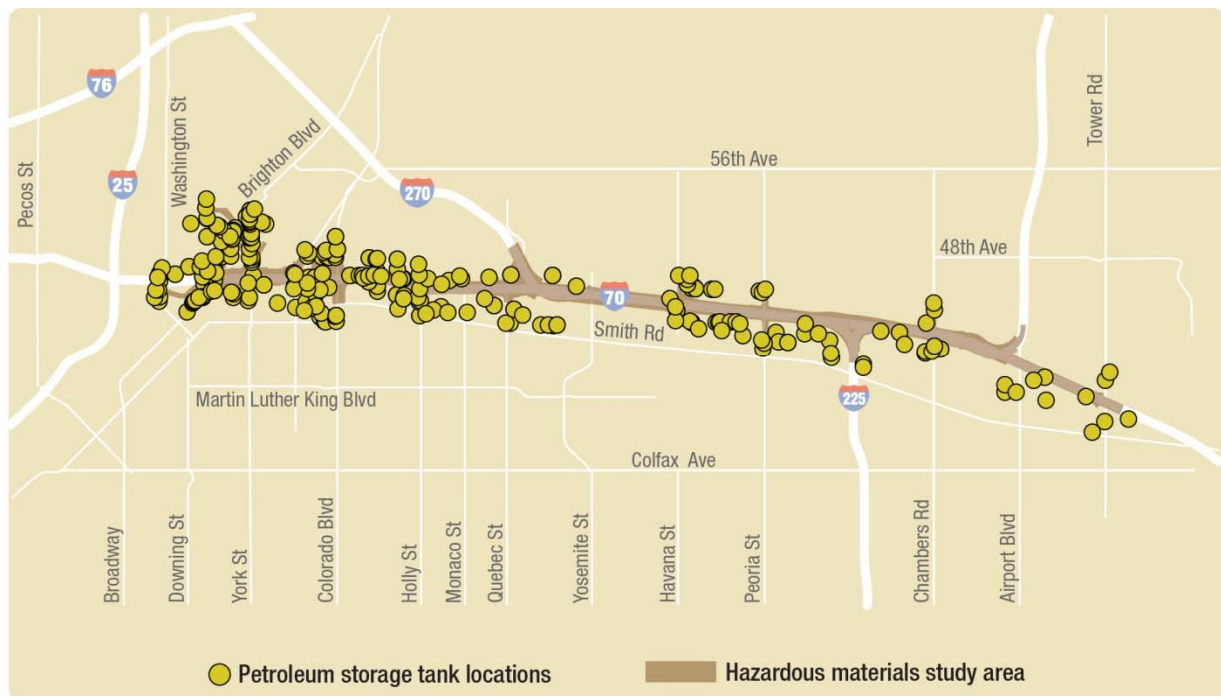 76
Washington St
Brighton Blvd
Tower Rd
Pecos St
25
270
56th Ave
48th Ave
70
Smith Rd
Martin Luther King Blvd
225
Colfax Ave
Broadway
Downing St
York St
Colorado Blvd
Holly St
Monaco St
Quebec St
Yosemite St
Havana St
Peoria St
Chambers Rd
Airport Blvd
Petroleum storage tank locations
Hazardous materials study area